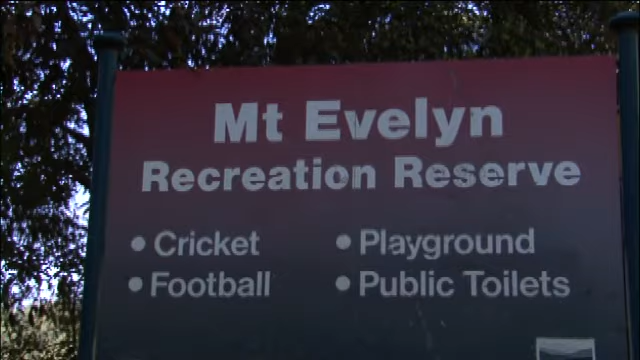 Mt Evelyn
Recreation Reserve
• Cricket
• Football
• Playground
• Public Toilets